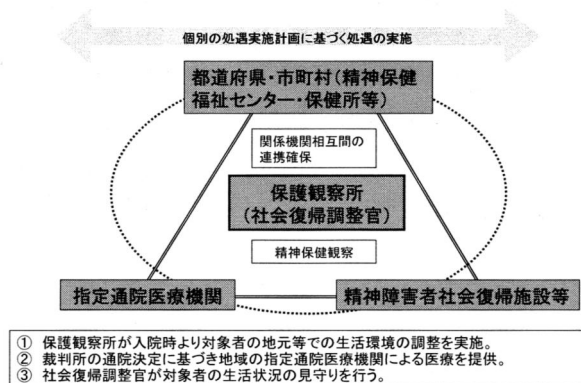 個別の処遇実施計画に基づく処遇の実施
都道府県・市町村(精神保健
福祉センター・保健所等)
関係機関相互間の
連携確保
保護観察所
(社会復帰調整官)
精神保健観察
指定通院医療機関
精神障害者社会復帰施設等
① 保護観察所が入院時より対象者の地元等での生活環境の調整を実施。
② 裁判所の通院決定に基づき地域の指定通院医療機関による医療を提供。
③ 社会復帰調整官が対象者の生活状況の見守りを行う。